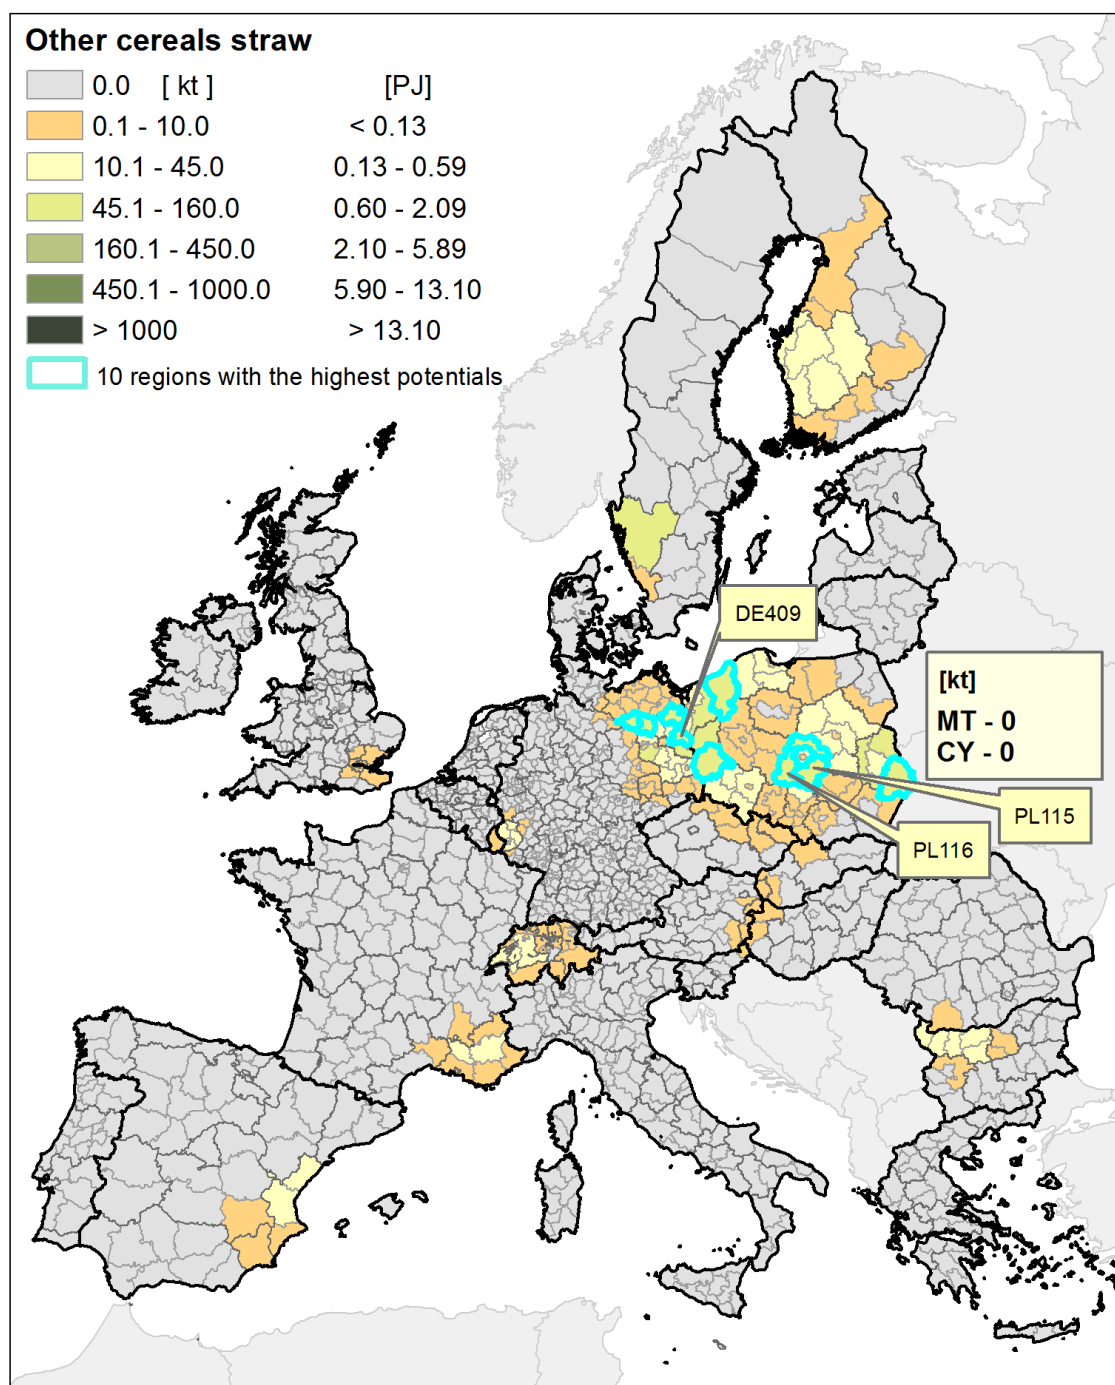 Other cereals straw
0.0 [ kt ] [PJ]
0.1 - 10.0 < 0.13
10.1 - 45.0 0.13 - 0.59
45.1 - 160.0 0.60 - 2.09
160.1 - 450.0 2.10 - 5.89
450.1 - 1000.0 5.90 - 13.10
> 1000 > 13.10
10 regions with the highest potentials
DE409
[kt]
MT - 0
CY - 0
PL115
PL116